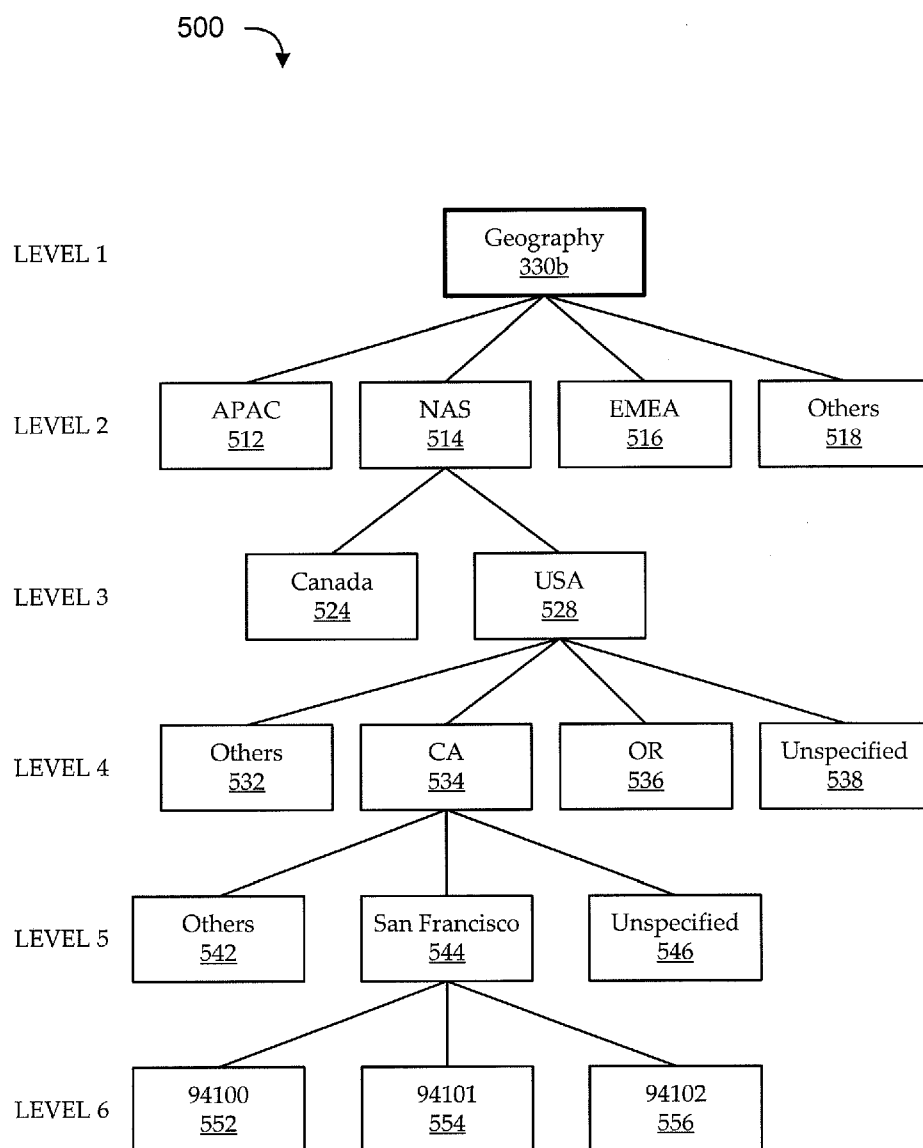 500
LEVEL 1
Geography
330b
LEVEL 2
APAC
512
NAS
514
EMEA
516
Others
518
LEVEL 3
Canada
524
USA
528
LEVEL 4
Others
532
CA
534
OR
536
Unspecified
538
LEVEL 5
Others
542
San Francisco
544
Unspecified
546
LEVEL 6
94100
552
94101
554
94102
556